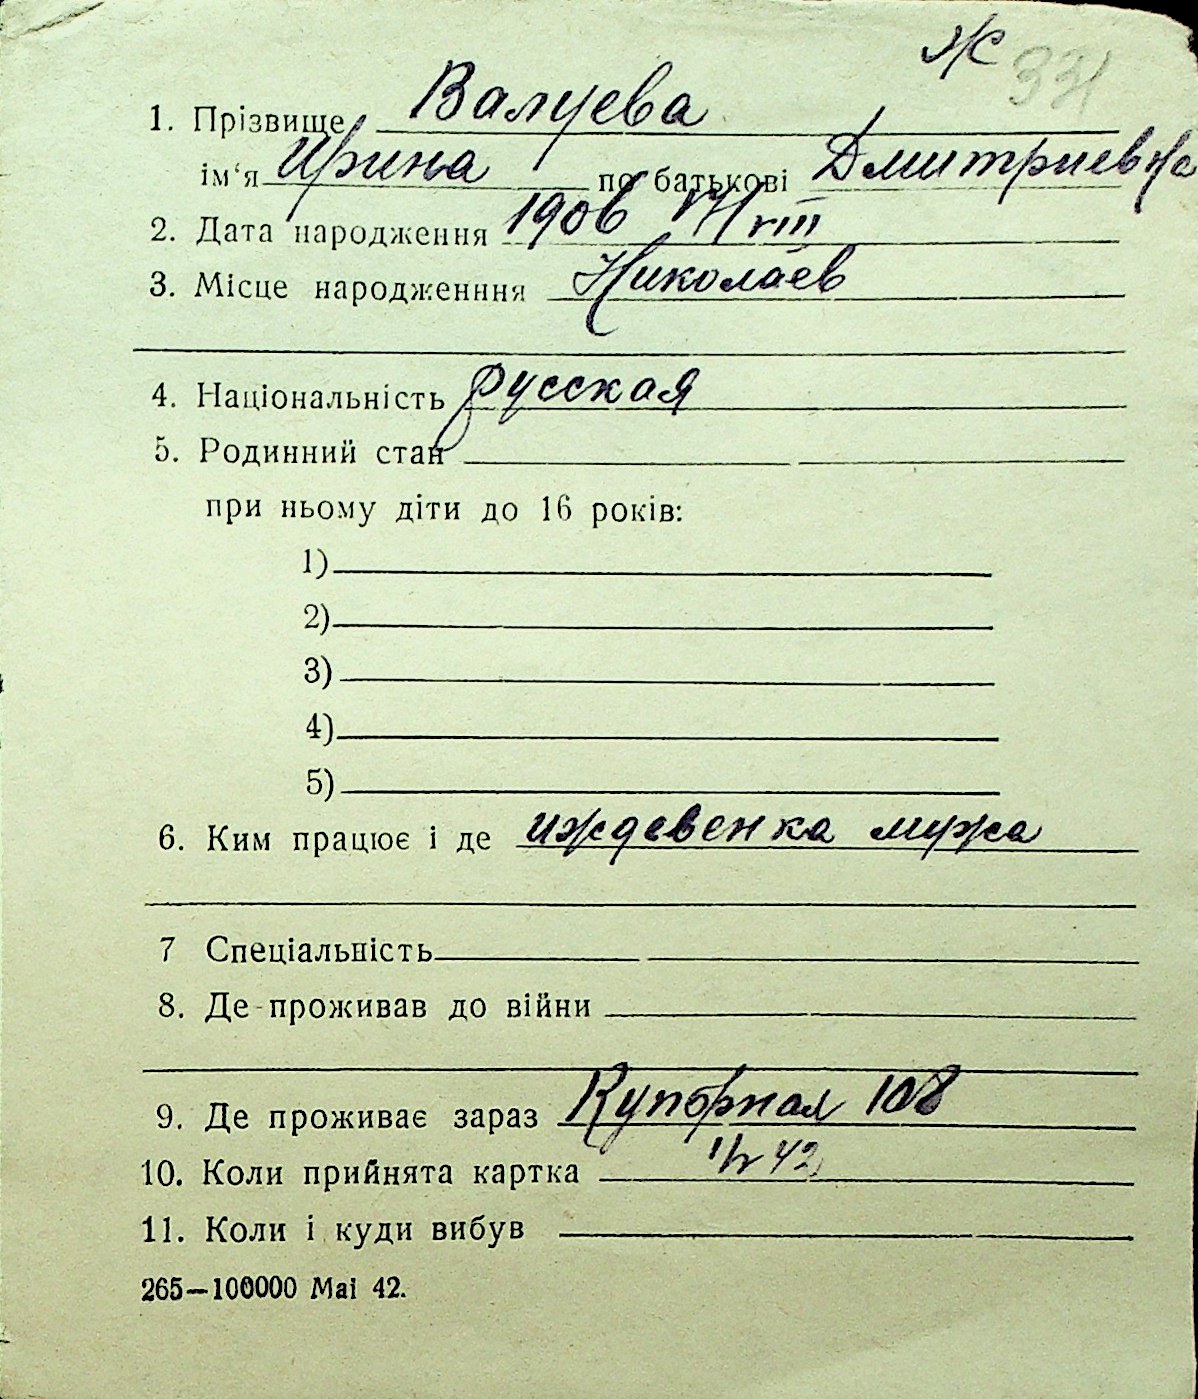 Ж 331
1. Прізвище Валуева
ім'я Ирина по батькові Дмитриевна
2. Дата народження 1906 VIII
3. Місце народженння Николаев
4. Національність русская
5. Родинний стан
при ньому діти до 16 років:
1)
2)
3)
4)
5)
6. Ким працює і де иждевенка мужа
7 Спеціальність
8. Де проживав до війни
9. Де проживає зараз Купорная 108
10. Коли прийнята картка 42
11. Коли і куди вибув
265—100000 Mai 42.